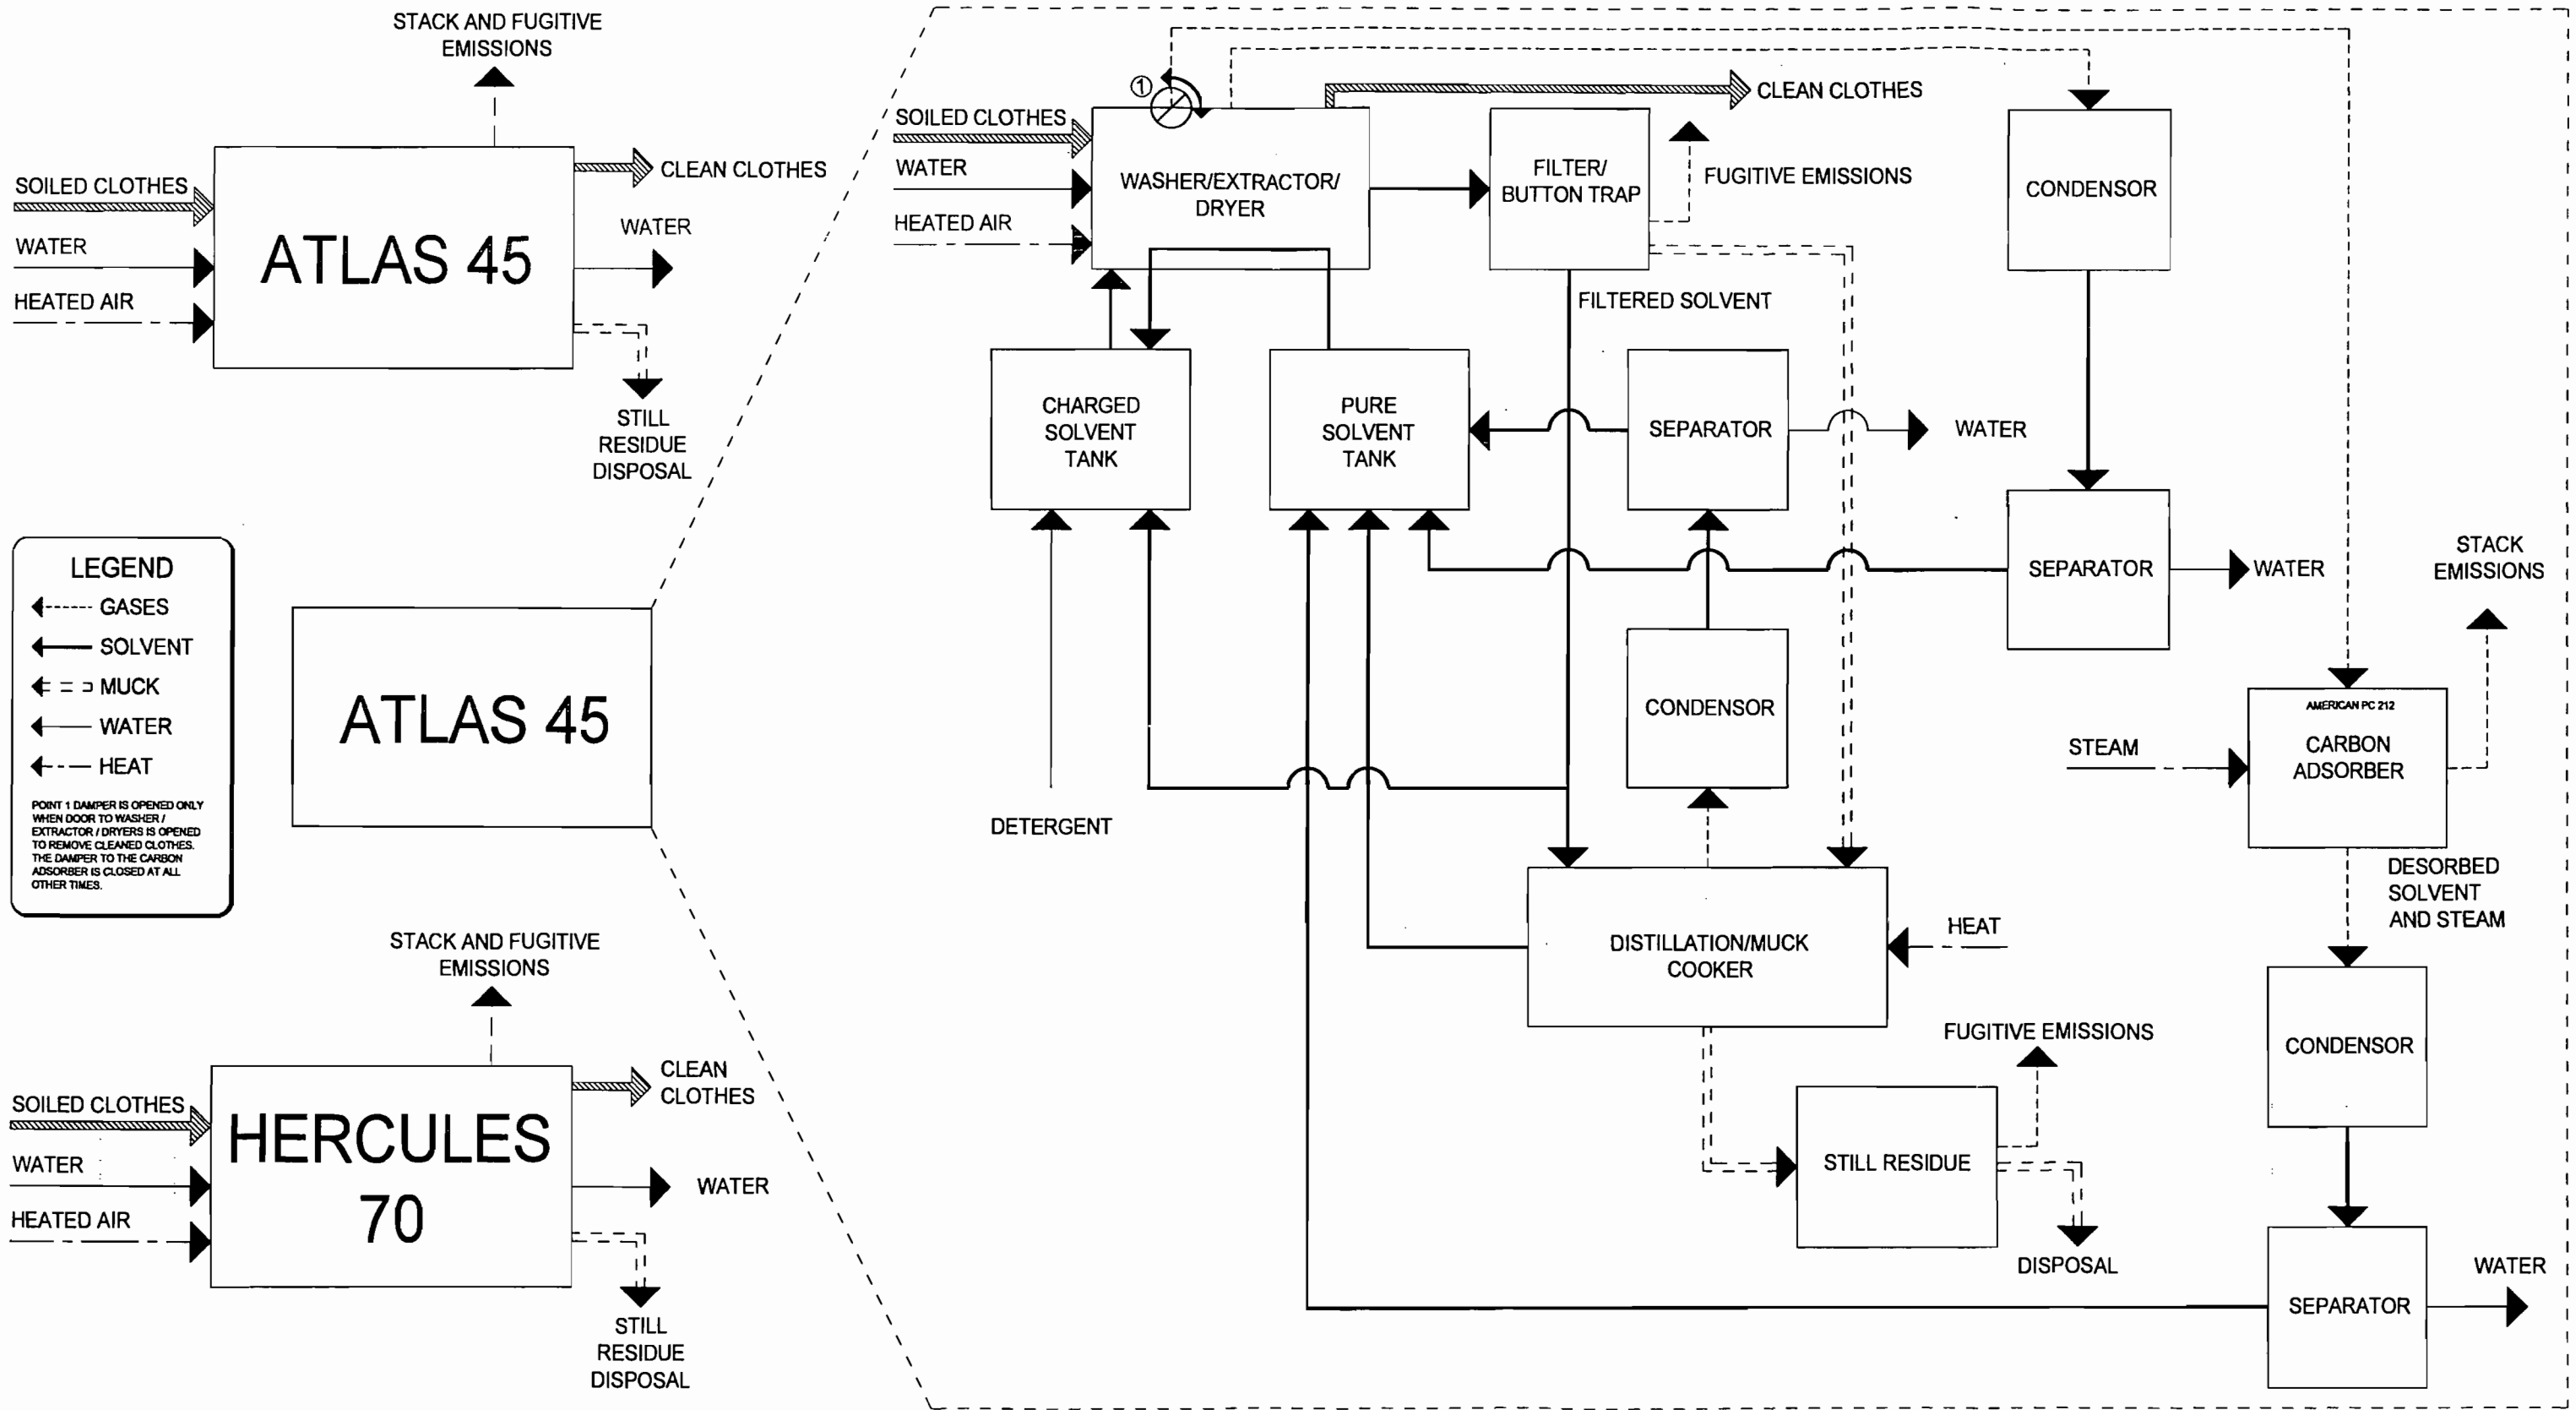 STACK AND FUGITIVE
EMISSIONS
SOILED CLOTHES
WATER
HEATED AIR
ATLAS 45
CLEAN CLOTHES
WATER
STILL
RESIDUE
DISPOSAL
LEGEND
GASES
SOLVENT
MUCK
WATER
HEAT
POINT 1 DAMPER IS OPENED ONLY
WHEN DOOR TO WASHER /
EXTRACTOR / DRYERS IS OPENED
TO REMOVE CLEANED CLOTHES.
THE DAMPER TO THE CARBON
ADSORBER IS CLOSED AT ALL
OTHER TIMES.
ATLAS 45
STACK AND FUGITIVE
EMISSIONS
SOILED CLOTHES
WATER
HEATED AIR
HERCULES
70
CLEAN
CLOTHES
WATER
STILL
RESIDUE
DISPOSAL
1
SOILED CLOTHES
WATER
HEATED AIR
WASHER/EXTRACTOR/
DRYER
CLEAN CLOTHES
FILTER/
BUTTON TRAP
FUGITIVE EMISSIONS
CONDENSOR
FILTERED SOLVENT
CHARGED
SOLVENT
TANK
PURE
SOLVENT
TANK
SEPARATOR
WATER
SEPARATOR
WATER
STACK
EMISSIONS
CONDENSOR
DETERGENT
STEAM
AMERICAN PC 212
CARBON
ADSORBER
DESORBED
SOLVENT
AND STEAM
DISTILLATION/MUCK
COOKER
HEAT
FUGITIVE EMISSIONS
STILL RESIDUE
DISPOSAL
CONDENSOR
SEPARATOR
WATER